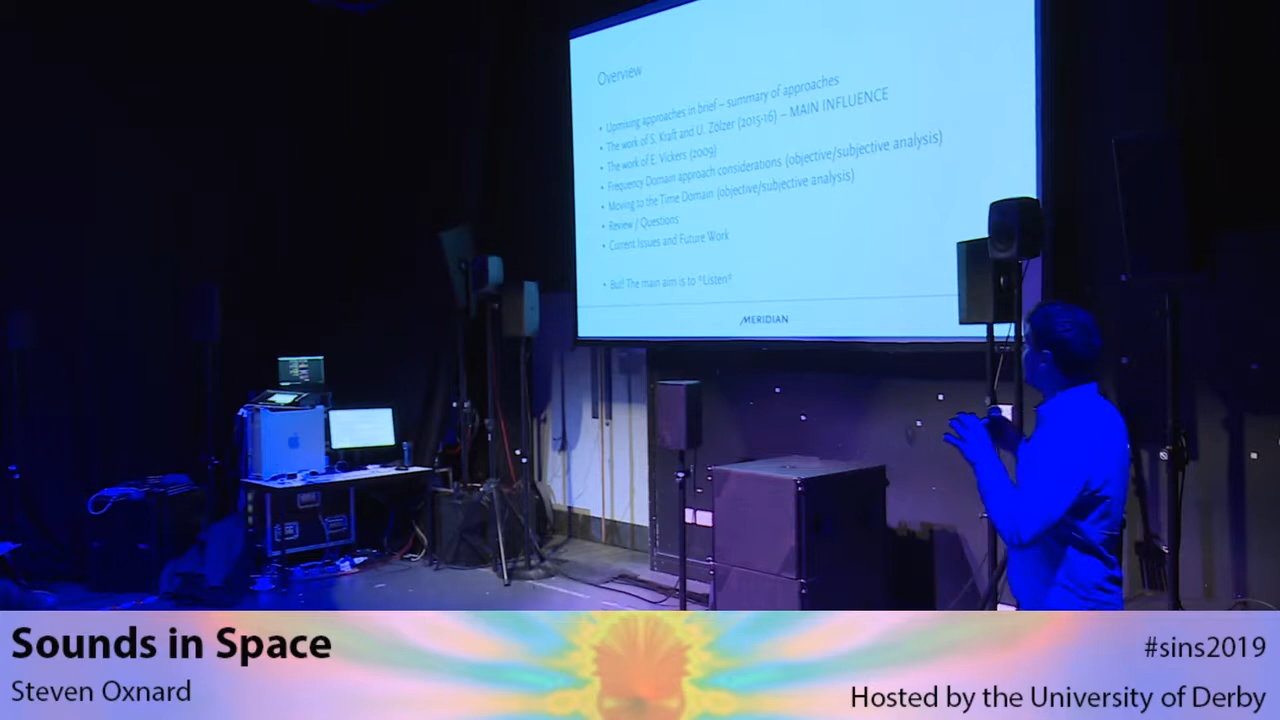 Overview
• Upmixing approaches in brief – summary of approaches
• The work of S. Kraft and U. Zölzer (2015-16) – MAIN INFLUENCE
• The work of E. Vickers (2009)
• Frequency Domain approach considerations (objective/subjective analysis)
• Moving to the Time Domain (objective/subjective analysis)
• Review / Questions
• Current Issues and Future Work
• But! The main aim is to *Listen*
MERIDIAN
Sounds in Space
#sins2019
Steven Oxnard
Hosted by the University of Derby